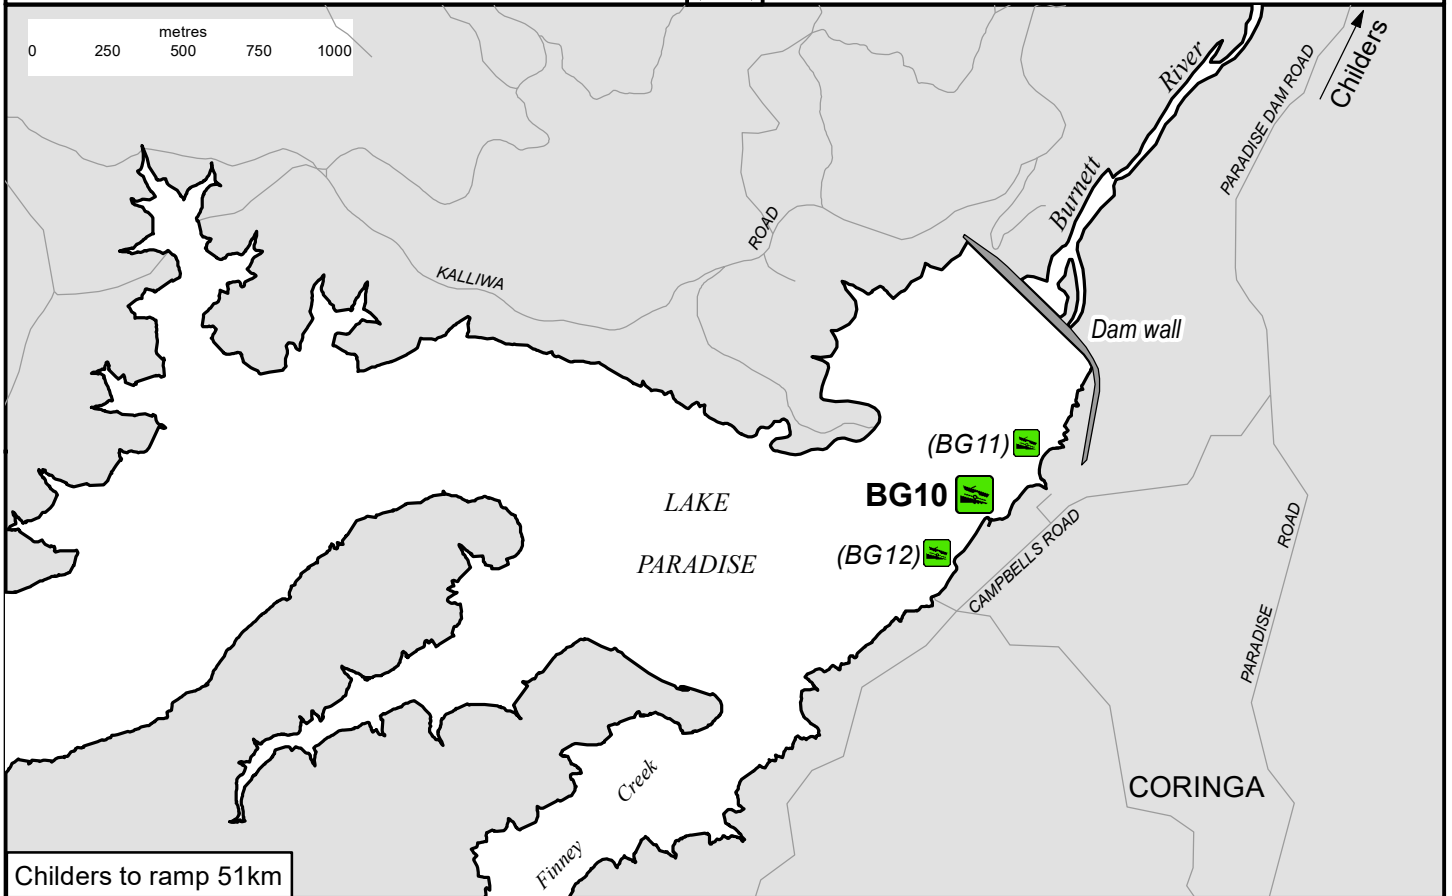 metres
0 250 500 750 1000
Childers
PARADISE DAM ROAD
River
Burnett
ROAD
KALLIWA
Dam wall
(BG11)
BG10
(BG12)
LAKE
PARADISE
CAMPBELLS ROAD
ROAD
PARADISE
CORINGA
Creek
Finney
Childers to ramp 51km